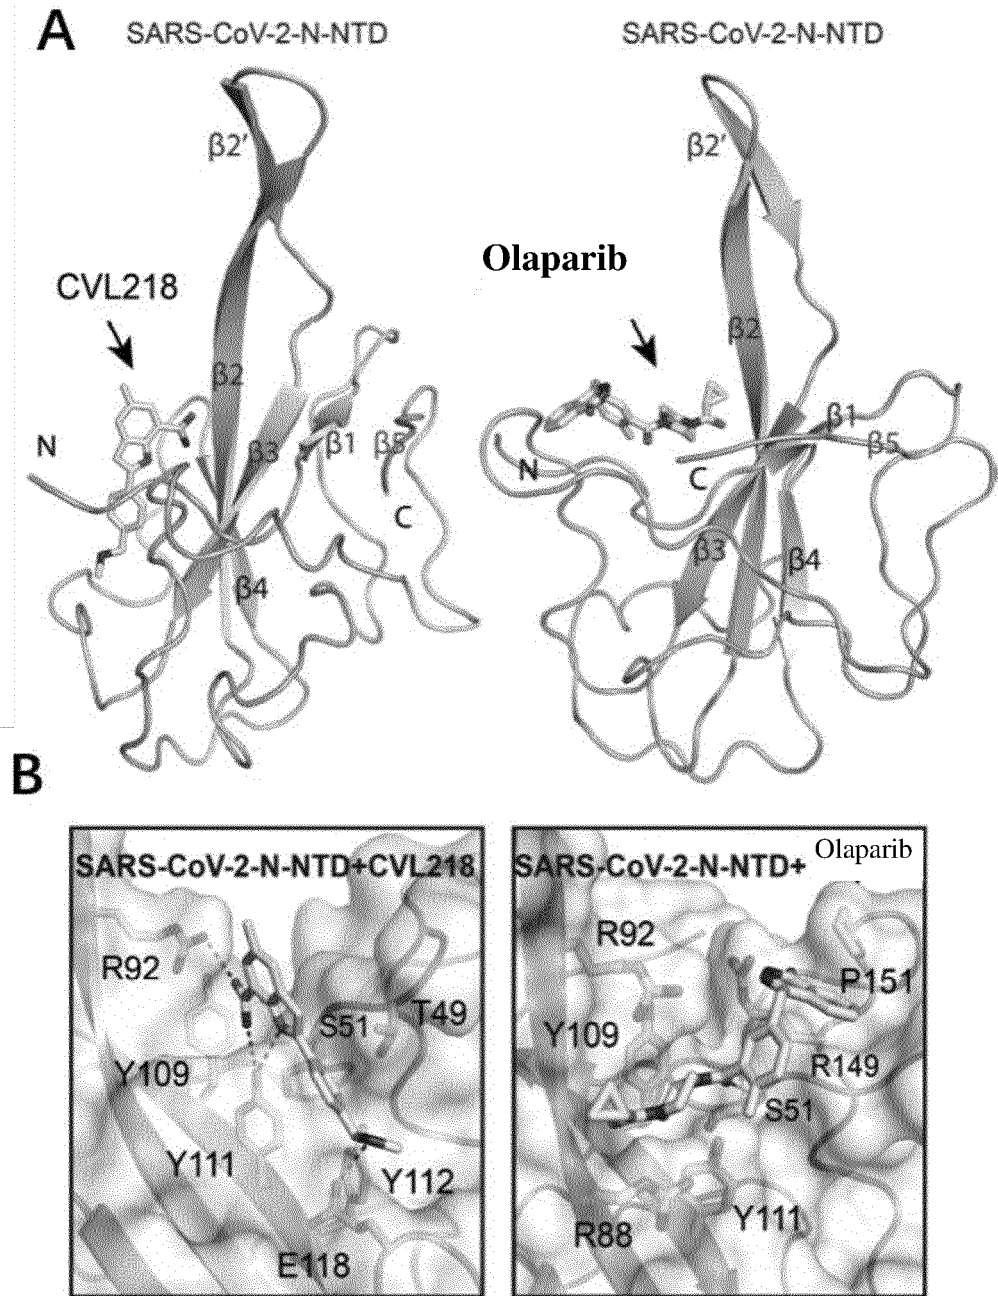 A
SARS-CoV-2-N-NTD
SARS-CoV-2-N-NTD
β2'
β2'
CVL218
Olaparib
β2
β2
N
β3
β1
β5
C
β4
β1
β5
N
C
β3
β4
B
SARS-CoV-2-N-NTD+CVL218
R92
S51
T49
Y109
Y111
Y112
E118
SARS-CoV-2-N-NTD+ Olaparib
R92
P151
Y109
R149
S51
R88
Y111